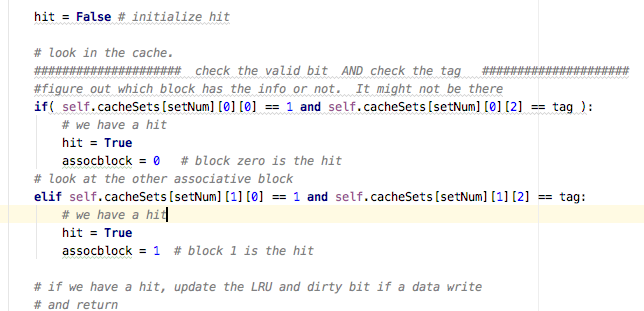 hit = False # initialize hit
# look in the cache.
##################### check the valid bit AND check the tag #####################
#figure out which block has the info or not. It might not be there
if( self.cacheSets[setNum][0][0] == 1 and self.cacheSets[setNum][0][2] == tag ):
# we have a hit
hit = True
assocblock = 0 # block zero is the hit
# look at the other associative block
elif self.cacheSets[setNum][1][0] == 1 and self.cacheSets[setNum][1][2] == tag:
# we have a hit
hit = True
assocblock = 1 # block 1 is the hit
# if we have a hit, update the LRU and dirty bit if a data write
# and return